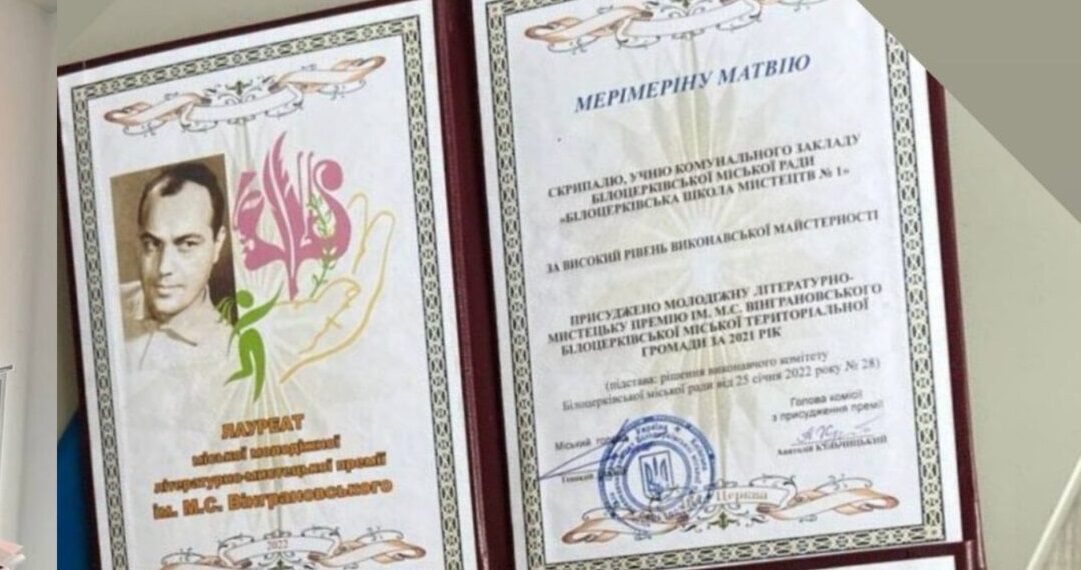 ЛАУРЕАТ
міської молодіжної
літературно-мистецької премії
ім. М.С. Вінграновського
2022
МЕРІМЕРІНУ МАТВІЮ
СКРИПАЛЮ, УЧНЮ КОМУНАЛЬНОГО ЗАКЛАДУ
БІЛОЦЕРКІВСЬКОЇ МІСЬКОЇ РАДИ
«БІЛОЦЕРКІВСЬКА ШКОЛА МИСТЕЦТВ № 1»
ЗА ВИСОКИЙ РІВЕНЬ ВИКОНАВСЬКОЇ МАЙСТЕРНОСТІ
ПРИСУДЖЕНО МОЛОДІЖНУ ЛІТЕРАТУРНО-
МИСТЕЦЬКУ ПРЕМІЮ ІМ. М.С. ВІНГРАНОВСЬКОГО
БІЛОЦЕРКІВСЬКОЇ МІСЬКОЇ ТЕРИТОРІАЛЬНОЇ
ГРОМАДИ ЗА 2021 РІК
(підстава: рішення виконавчого комітету
Білоцерківської міської ради від 25 січня 2022 року № 28)
Міський
Голова комісії
з присудження премії
Анатолій КУЛЬЧИЦЬКИЙ
Церква